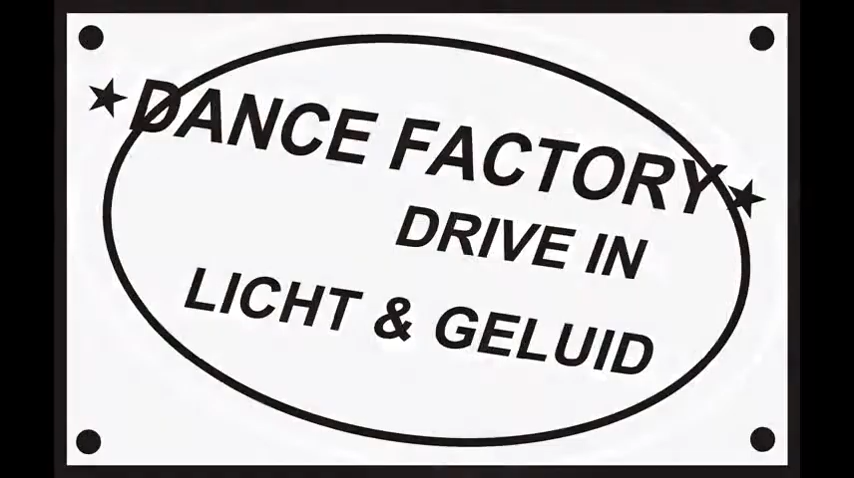 ★DANCE FACTORY★
DRIVE IN
LICHT & GELUID